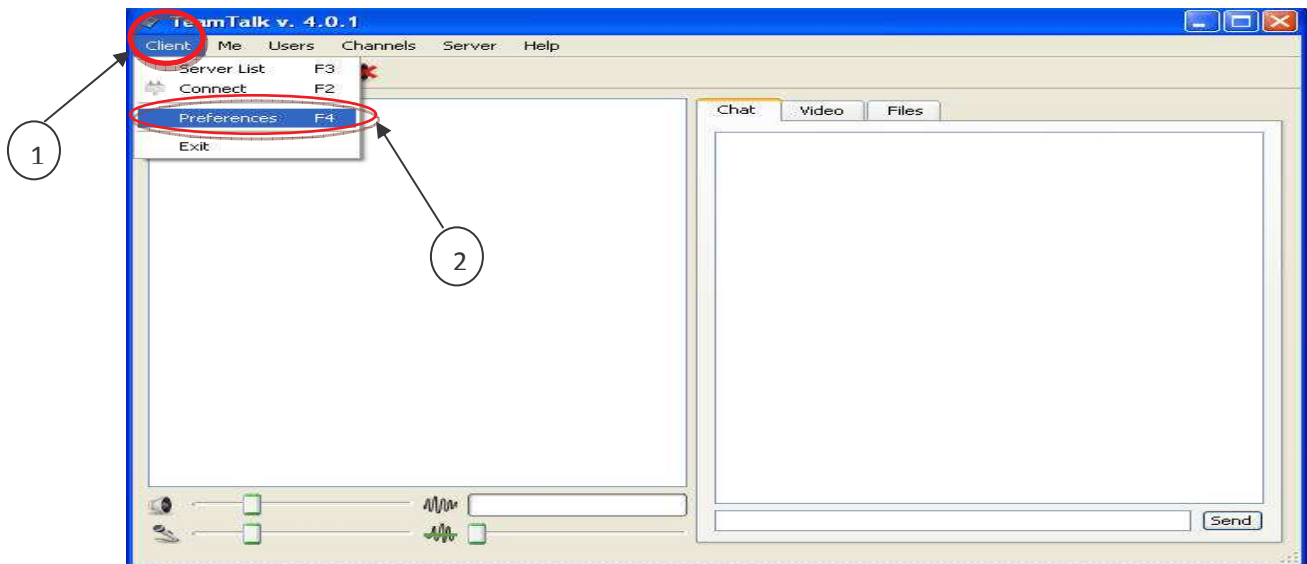 TeamTalk v. 4.0.1
Client Me Users Channels Server Help
Server List F3
Connect F2
Preferences F4
Exit
Chat Video Files
1
2
Send